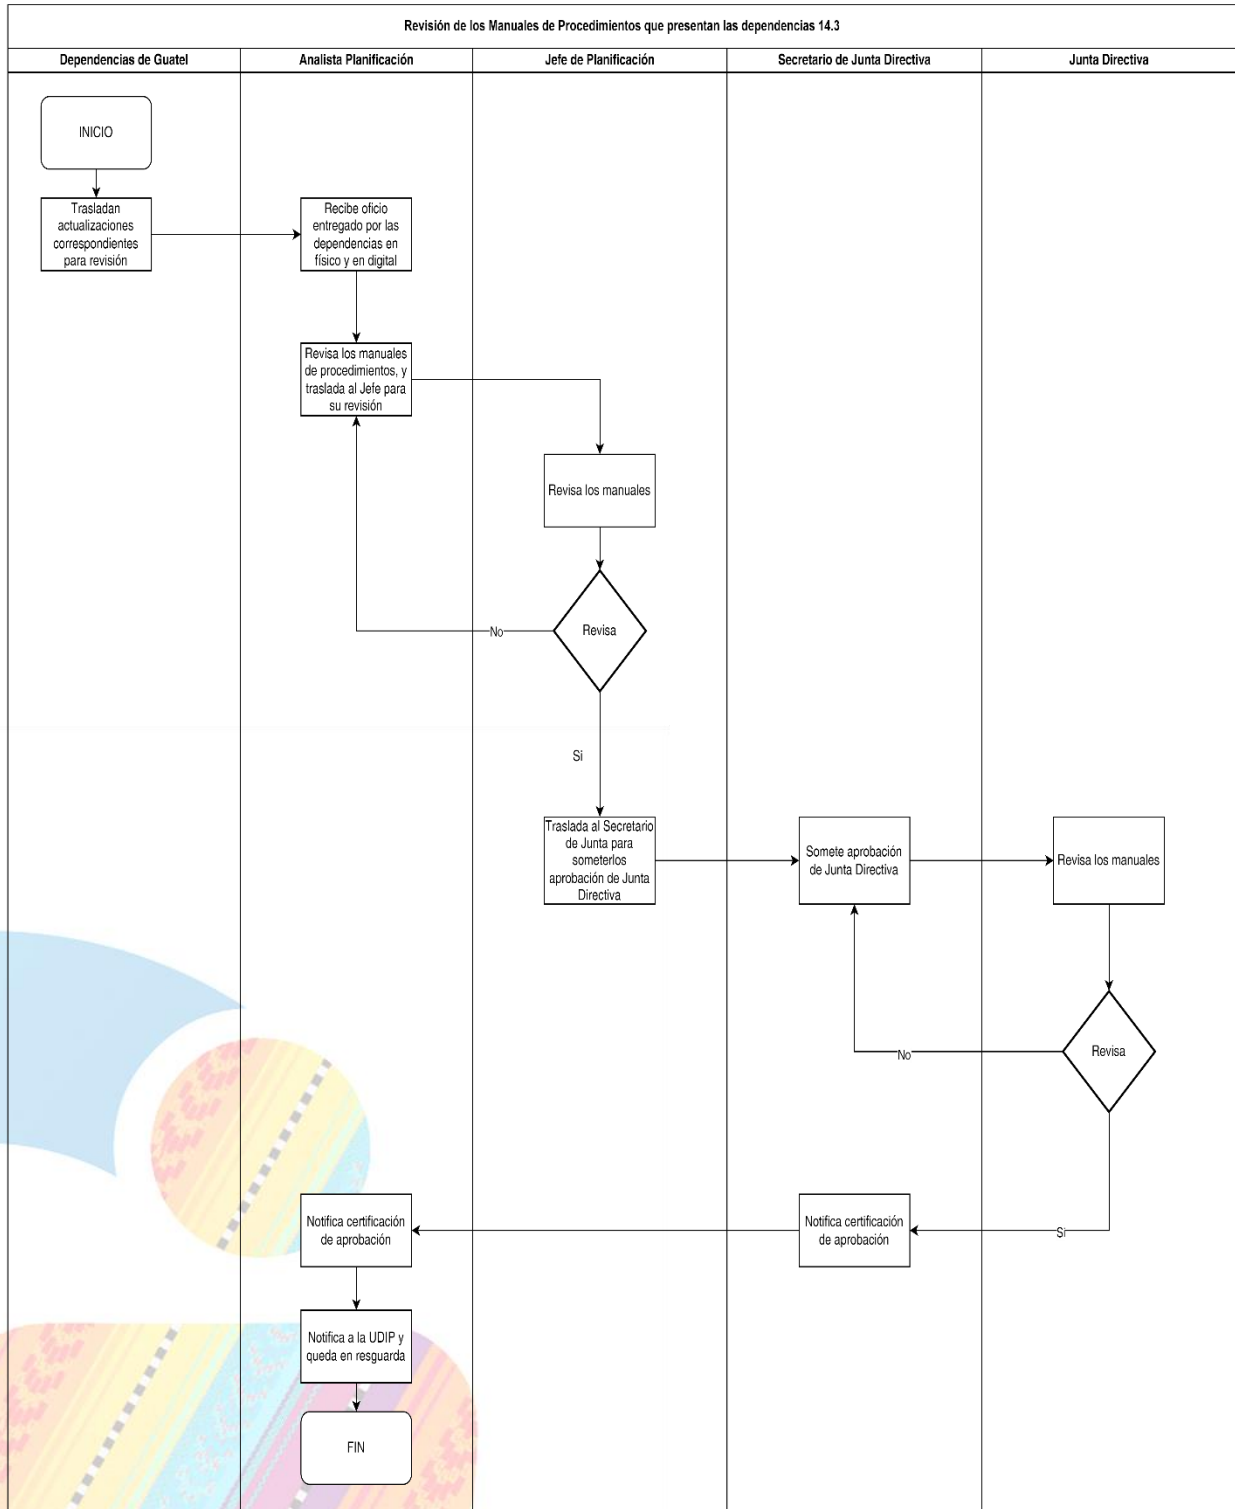 Revisión de los Manuales de Procedimientos que presentan las dependencias 14.3
Dependencias de Guatel
Analista Planificación
Jefe de Planificación
Secretario de Junta Directiva
Junta Directiva
INICIO
Trasladan
actualizaciones
correspondientes
para revisión
Recibe oficio
entregado por las
dependencias en
físico y en digital
Revisa los manuales
de procedimientos, y
traslada al Jefe para
su revisión
Revisa los manuales
Revisa
No
Si
Traslada al Secretario
de Junta para
someterlos
aprobación de Junta
Directiva
Somete aprobación
de Junta Directiva
Revisa los manuales
Revisa
No
Si
Notifica certificación
de aprobación
Notifica certificación
de aprobación
Notifica a la UDIP y
queda en resguarda
FIN